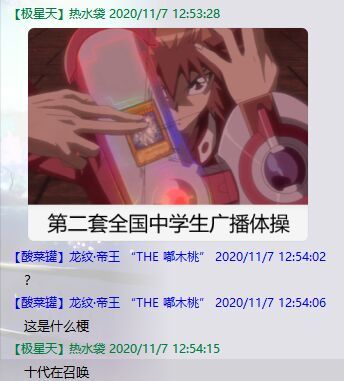 【极星天】热水袋 2020/11/7 12:53:28
第二套全国中学生广播体操
【酸菜罐】龙纹·帝王 “THE 嘟木桃” 2020/11/7 12:54:02
?
【酸菜罐】龙纹·帝王 “THE 嘟木桃” 2020/11/7 12:54:06
这是什么梗
【极星天】热水袋 2020/11/7 12:54:15
十代在召唤